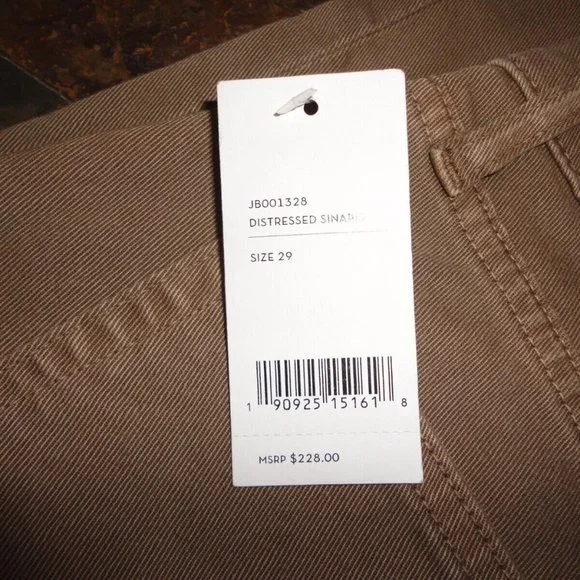 JB001328
DISTRESSED
SIZE 29
1 90925 15161 8
MSRP $228.00